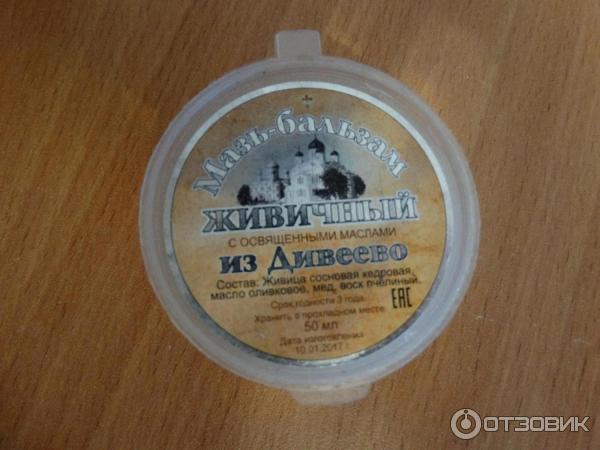 Мазь-бальзам
ЖИВИЧНЫЙ
С ОСВЯЩЕННЫМИ МАСЛАМИ
из Дивеево
Состав: Живица сосновая кедровая,
масло оливковое, мед, воск пчелиный.
Срок годности 3 года.
Хранить в прохладном месте
50 мл
Дата изготовления
10.01.2017 г.
ЕАС
ОТЗОВИК